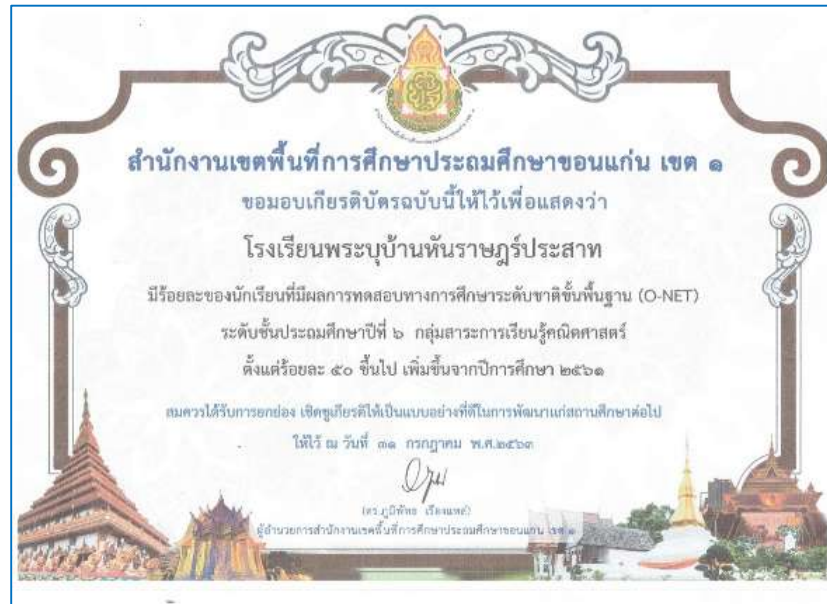 สำนักงานเขตพื้นที่การศึกษาประถมศึกษาขอนแก่น เขต ๑
ขอมอบเกียรติบัตรฉบับนี้ให้ไว้เพื่อแสดงว่า
โรงเรียนพระบุบ้านหันราษฎร์ประสาท
มีร้อยละของนักเรียนที่มีผลการทดสอบทางการศึกษาระดับชาติขั้นพื้นฐาน (O-NET)
ระดับชั้นประถมศึกษาปีที่ ๖ กลุ่มสาระการเรียนรู้คณิตศาสตร์
ตั้งแต่ร้อยละ ๕๐ ขึ้นไป เพิ่มขึ้นจากปีการศึกษา ๒๕๖๑
สมควรได้รับการยกย่อง เชิดชูเกียรติให้เป็นแบบอย่างที่ดีในการพัฒนาแก่สถานศึกษาต่อไป
ให้ไว้ ณ วันที่ ๓๑ กรกฎาคม พ.ศ.๒๕๖๓
(ดร.ภูมิพัทธ เรืองแหล่)
ผู้อำนวยการสำนักงานเขตพื้นที่การศึกษาประถมศึกษาขอนแก่น เขต ๑